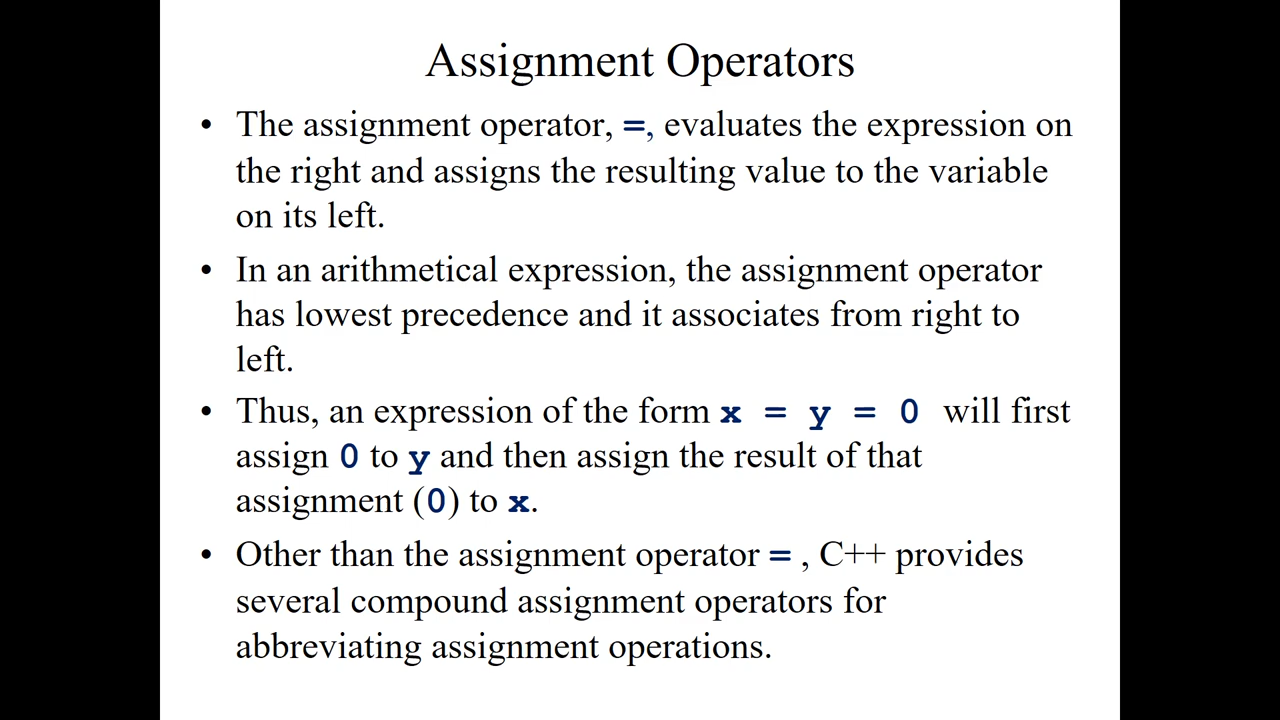 Assignment Operators
• The assignment operator, =, evaluates the expression on
the right and assigns the resulting value to the variable
on its left.
• In an arithmetical expression, the assignment operator
has lowest precedence and it associates from right to
left.
• Thus, an expression of the form x = y = 0 will first
assign 0 to y and then assign the result of that
assignment (0) to x.
• Other than the assignment operator = , C++ provides
several compound assignment operators for
abbreviating assignment operations.